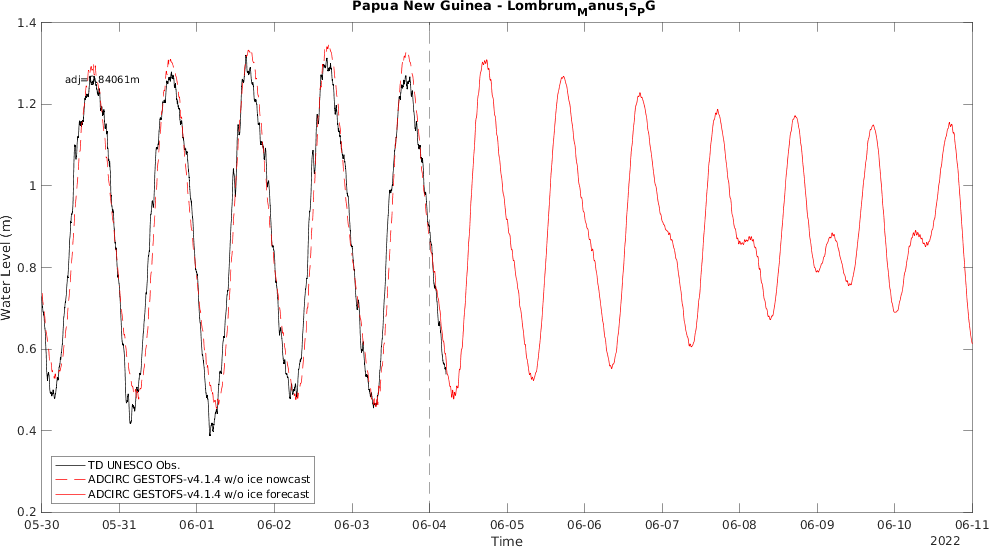 Papua New Guinea - LombrumManusIsPG
1.4
adj=0.84061m
1.2
1
0.8
0.6
0.4
0.2
Water Level (m)
TD UNESCO Obs.
ADCIRC GESTOFS-v4.1.4 w/o ice nowcast
ADCIRC GESTOFS-v4.1.4 w/o ice forecast
05-30 05-31 06-01 06-02 06-03 06-04 06-05 06-06 06-07 06-08 06-09 06-10 06-11
Time
2022